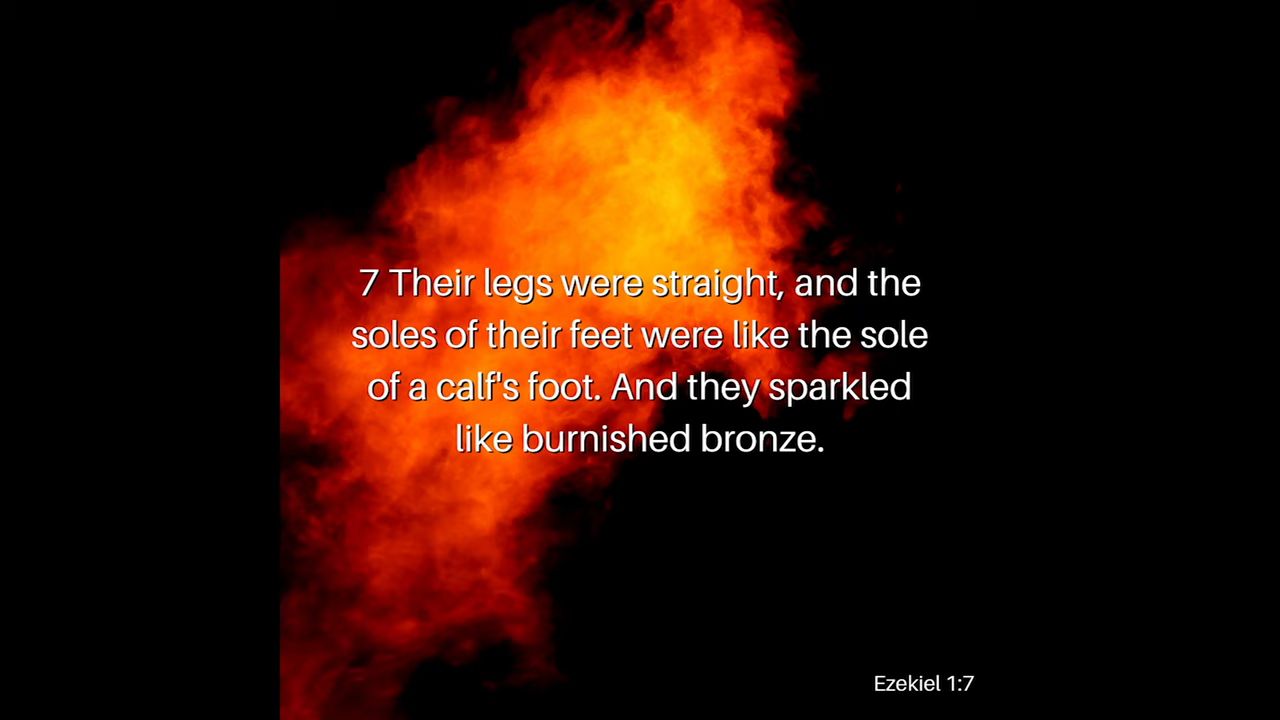 7 Their legs were straight, and the
soles of their feet were like the sole
of a calf's foot. And they sparkled
like burnished bronze.
Ezekiel 1:7